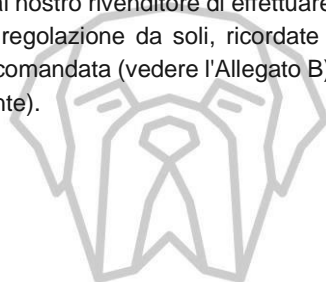 al nostro rivenditore di effettuare
regolazione da soli, ricordate
comandata (vedere l'Allegato B)
nte).